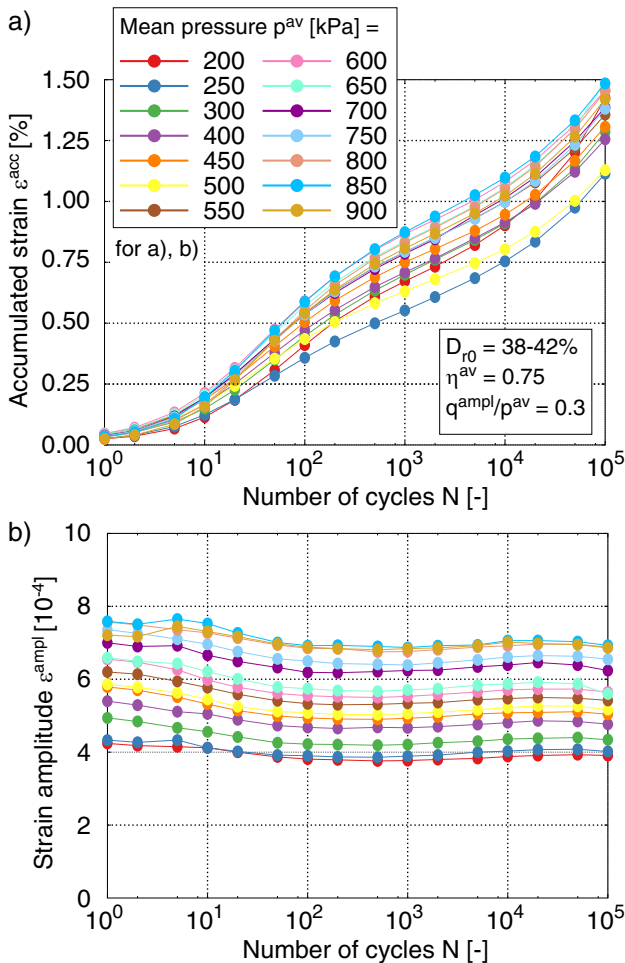 a)
Mean pressure p^av [kPa] =
200 600
250 650
300 700
400 750
450 800
500 850
550 900
for a), b)
D_r0 = 38-42%
η^av = 0.75
q^ampl/p^av = 0.3
Accumulated strain ε^acc [%]
1.50
1.25
1.00
0.75
0.50
0.25
0.00
10^0 10^1 10^2 10^3 10^4 10^5
Number of cycles N [-]
b)
Strain amplitude ε^ampl [10^-4]
10
8
6
4
2
0
10^0 10^1 10^2 10^3 10^4 10^5
Number of cycles N [-]